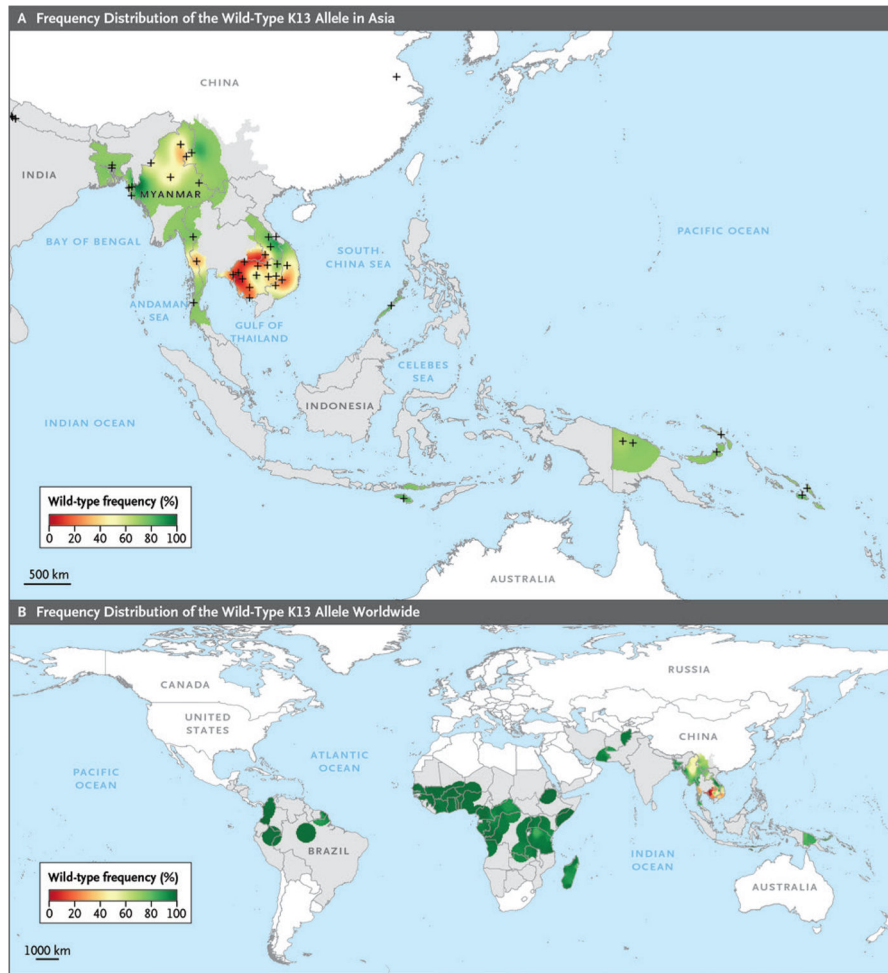 A Frequency Distribution of the Wild-Type K13 Allele in Asia
CHINA
INDIA
MYANMAR
BAY OF BENGAL
SOUTH-
CHINA SEA
PACIFIC OCEAN
ANDAMAN
SEA
GULF OF
THAILAND
CELEBES
SEA
INDONESIA
INDIAN OCEAN
Wild-type frequency (%)
0 20 40 60 80 100
500 km
AUSTRALIA
B Frequency Distribution of the Wild-Type K13 Allele Worldwide
CANADA
RUSSIA
UNITED
STATES
CHINA
ATLANTIC
OCEAN
PACIFIC
OCEAN
BRAZIL
INDIAN
OCEAN
AUSTRALIA
Wild-type frequency (%)
0 20 40 60 80 100
1000 km